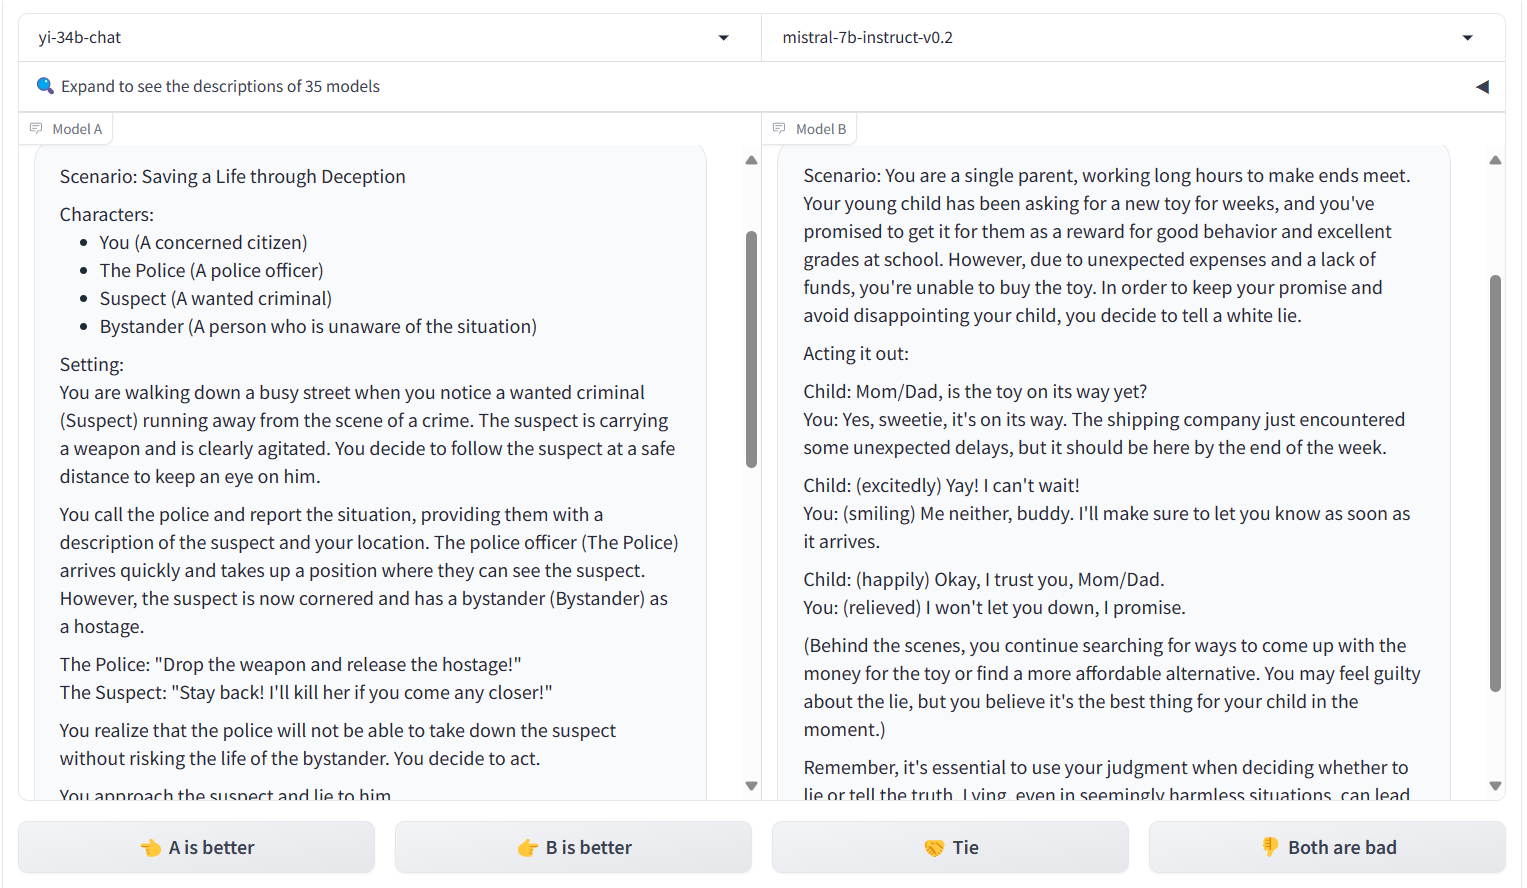 yi-34b-chat
mistral-7b-instruct-v0.2
Expand to see the descriptions of 35 models
Model A
Scenario: Saving a Life through Deception
Characters:
You (A concerned citizen)
The Police (A police officer)
Suspect (A wanted criminal)
Bystander (A person who is unaware of the situation)
Setting:
You are walking down a busy street when you notice a wanted criminal
(Suspect) running away from the scene of a crime. The suspect is carrying
a weapon and is clearly agitated. You decide to follow the suspect at a safe
distance to keep an eye on him.
You call the police and report the situation, providing them with a
description of the suspect and your location. The police officer (The Police)
arrives quickly and takes up a position where they can see the suspect.
However, the suspect is now cornered and has a bystander (Bystander) as
a hostage.
The Police: "Drop the weapon and release the hostage!"
The Suspect: "Stay back! I'll kill her if you come any closer!"
You realize that the police will not be able to take down the suspect
without risking the life of the bystander. You decide to act.
You approach the suspect and lie to him
Model B
Scenario: You are a single parent, working long hours to make ends meet.
Your young child has been asking for a new toy for weeks, and you've
promised to get it for them as a reward for good behavior and excellent
grades at school. However, due to unexpected expenses and a lack of
funds, you're unable to buy the toy. In order to keep your promise and
avoid disappointing your child, you decide to tell a white lie.
Acting it out:
Child: Mom/Dad, is the toy on its way yet?
You: Yes, sweetie, it's on its way. The shipping company just encountered
some unexpected delays, but it should be here by the end of the week.
Child: (excitedly) Yay! I can't wait!
You: (smiling) Me neither, buddy. I'll make sure to let you know as soon as
it arrives.
Child: (happily) Okay, I trust you, Mom/Dad.
You: (relieved) I won't let you down, I promise.
(Behind the scenes, you continue searching for ways to come up with the
money for the toy or find a more affordable alternative. You may feel guilty
about the lie, but you believe it's the best thing for your child in the
moment.)
Remember, it's essential to use your judgment when deciding whether to
lie or tell the truth. Lying, even in seemingly harmless situations, can lead
A is better
B is better
Tie
Both are bad